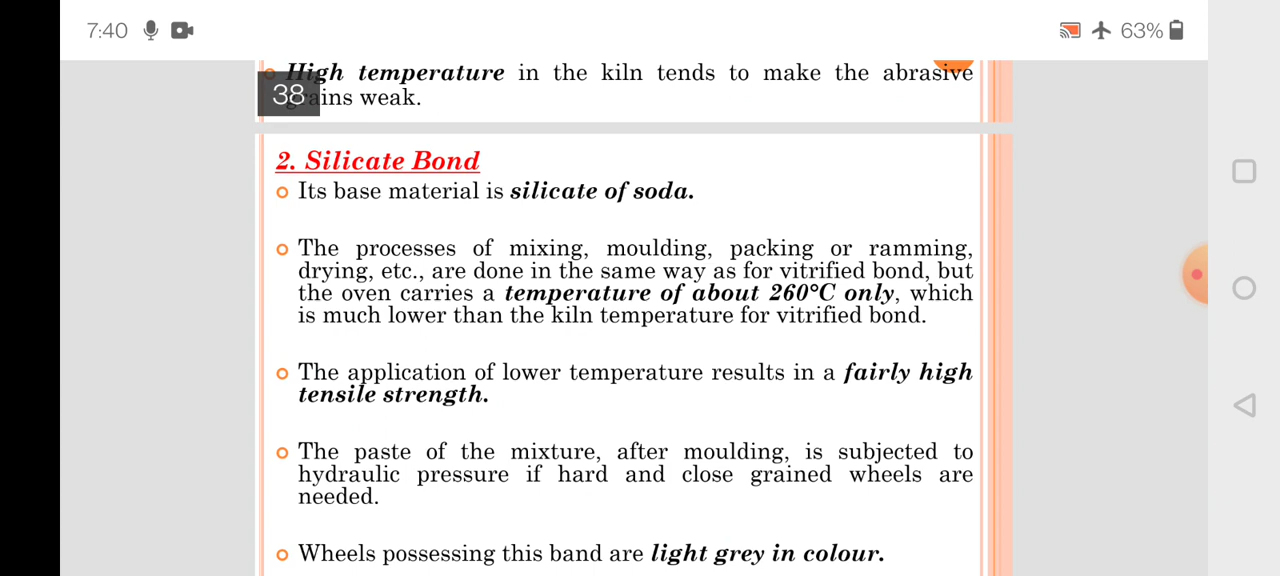 7:40
63%
High temperature in the kiln tends to make the abrasive
38
ains weak.
2. Silicate Bond
Its base material is silicate of soda.
The processes of mixing, moulding, packing or ramming,
drying, etc., are done in the same way as for vitrified bond, but
the oven carries a temperature of about 260°C only, which
is much lower than the kiln temperature for vitrified bond.
The application of lower temperature results in a fairly high
tensile strength.
The paste of the mixture, after moulding, is subjected to
hydraulic pressure if hard and close grained wheels are
needed.
Wheels possessing this band are light grey in colour.